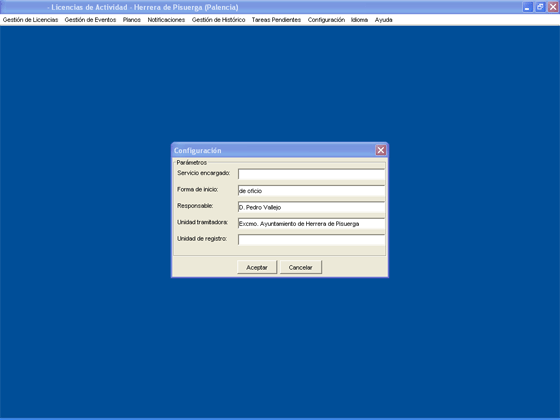 - Licencias de Actividad - Herrera de Pisuerga (Palencia)
Gestión de Licencias Gestión de Eventos Planos Notificaciones Gestión de Histórico Tareas Pendientes Configuración Idioma Ayuda
Configuración
Parámetros
Servicio encargado:
Forma de inicio: de oficio
Responsable: D. Pedro Vallejo
Unidad tramitadora: Excmo. Ayuntamiento de Herrera de Pisuerga
Unidad de registro:
Aceptar Cancelar